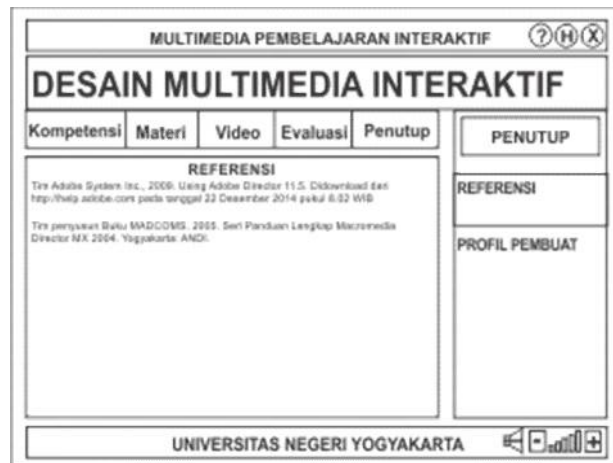 MULTIMEDIA PEMBELAJARAN INTERAKTIF
? H X
DESAIN MULTIMEDIA INTERAKTIF
Kompetensi Materi Video Evaluasi Penutup
PENUTUP
REFERENSI
Tim Adobe System Inc., 2009. Using Adobe Director 11.5. Didownload dari
http://help.adobe.com pada tanggal 22 Desember 2014 pukul 6.02 WIB
Tim penyusun Buku MADCOMS. 2005. Seri Panduan Lengkap Macromedia
Director MX 2004. Yogyakarta: ANDI.
REFERENSI
PROFIL PEMBUAT
UNIVERSITAS NEGERI YOGYAKARTA
- +